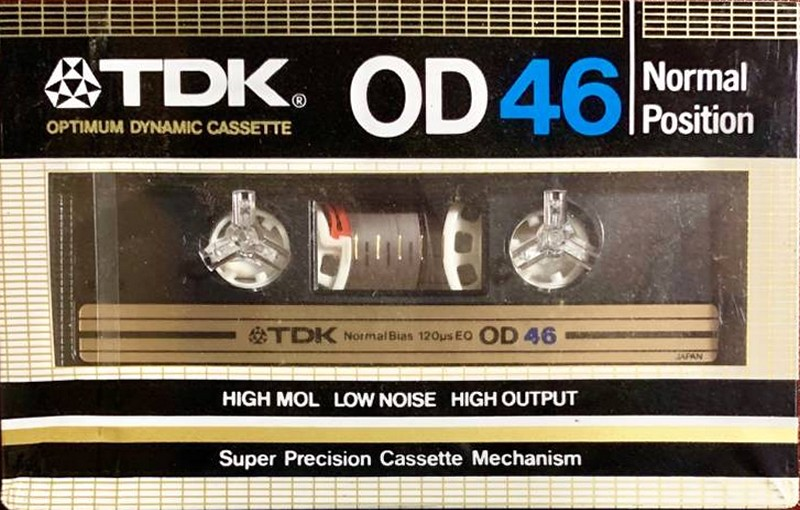 TDK®
OPTIMUM DYNAMIC CASSETTE
OD 46
Normal
Position
TDK Normal Bias 120µs EQ OD 46
JAPAN
HIGH MOL LOW NOISE HIGH OUTPUT
Super Precision Cassette Mechanism